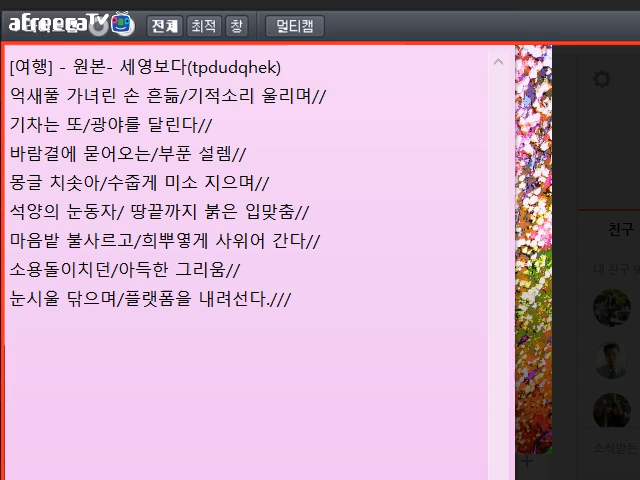 afreecaTV
전체 최적 창 멀티캠
[여행] - 원본- 세영보다(tpdudqhek)
억새풀 가녀린 손 흔듦/기적소리 울리며//
기차는 또/광야를 달린다//
바람결에 묻어오는/부푼 설렘//
몽글 치솟아/수줍게 미소 지으며//
석양의 눈동자/ 땅끝까지 붉은 입맞춤//
마음밭 불사르고/희뿌옇게 사위어 간다//
소용돌이치던/아득한 그리움//
눈시울 닦으며/플랫폼을 내려선다.///
친구
내 친구